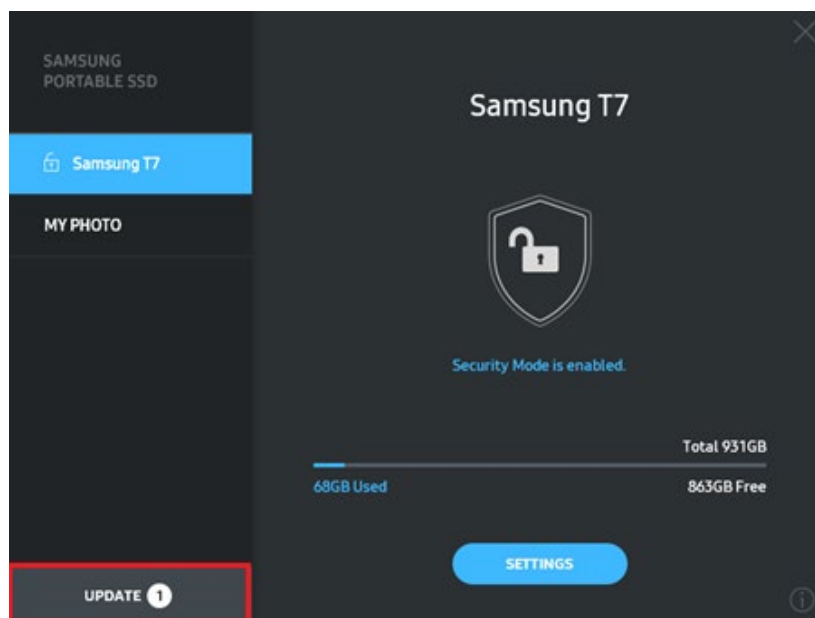 SAMSUNG
PORTABLE SSD
Samsung T7
MY PHOTO
UPDATE 1
Samsung T7
Security Mode is enabled.
Total 931GB
68GB Used
863GB Free
SETTINGS